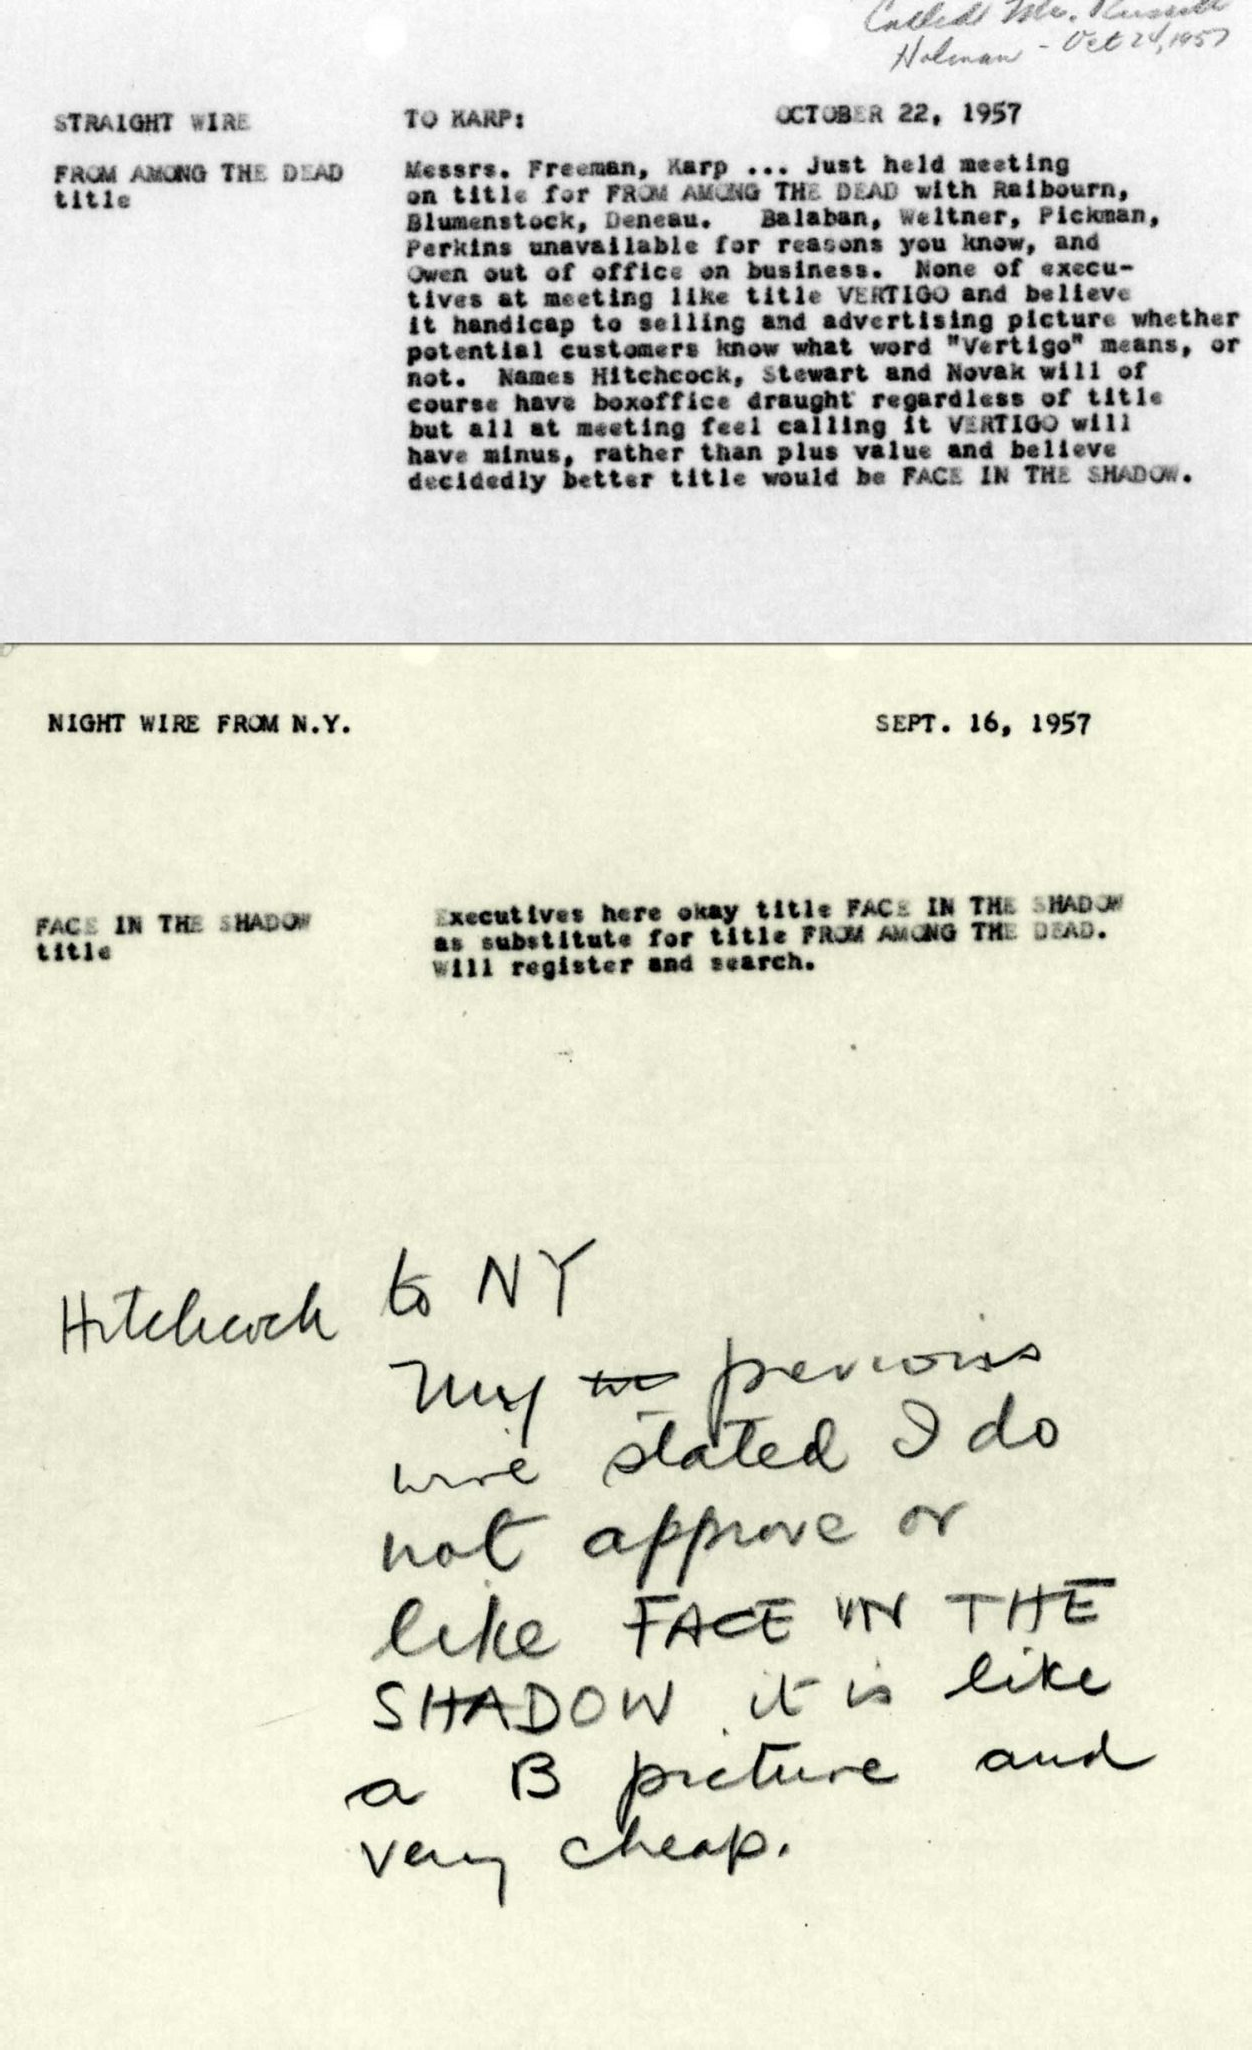 Called Mr. Russell
Holman - Oct 24, 1957
STRAIGHT WIRE
TO KARP:
OCTOBER 22, 1957
FROM AMONG THE DEAD
title
Messrs. Freeman, Karp ... Just held meeting
on title for FROM AMONG THE DEAD with Raibourn,
Blumenstock, Deneau. Balaban, Weltner, Pickman,
Perkins unavailable for reasons you know, and
Owen out of office on business. None of execu-
tives at meeting like title VERTIGO and believe
it handicap to selling and advertising picture whether
potential customers know what word "Vertigo" means, or
not. Names Hitchcock, Stewart and Novak will of
course have boxoffice draught regardless of title
but all at meeting feel calling it VERTIGO will
have minus, rather than plus value and believe
decidedly better title would be FACE IN THE SHADOW.
NIGHT WIRE FROM N.Y.
SEPT. 16, 1957
FACE IN THE SHADOW
title
Executives here okay title FACE IN THE SHADOW
as substitute for title FROM AMONG THE DEAD.
Will register and search.
Hitchcock to NY
My previous
wire stated I do
not approve or
like FACE IN THE
SHADOW it is like
a B picture and
very cheap.